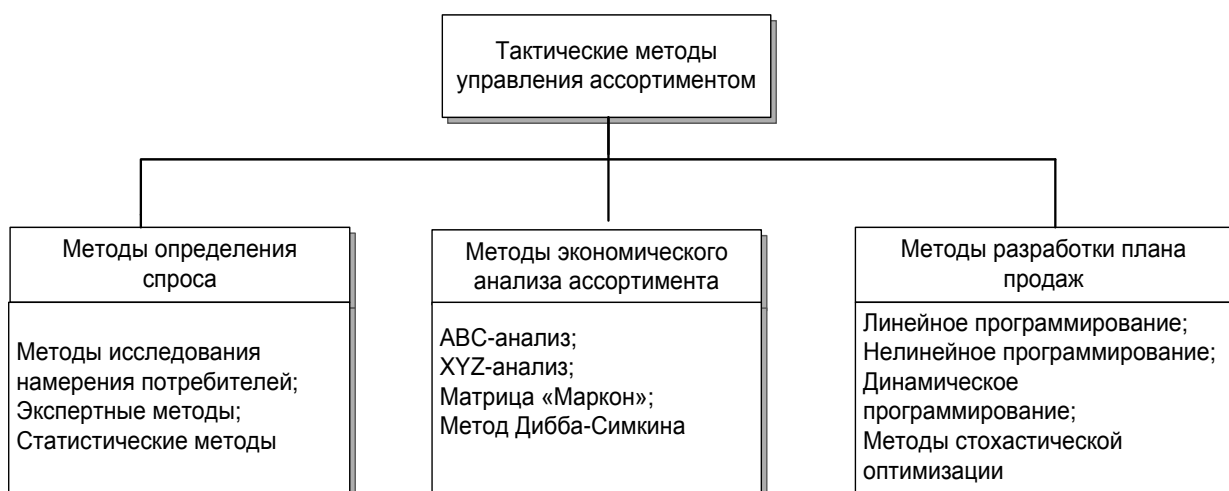 Тактические методы
управления ассортиментом
Методы определения
спроса
Методы исследования
намерения потребителей;
Экспертные методы;
Статистические методы
Методы экономического
анализа ассортимента
ABC-анализ;
XYZ-анализ;
Матрица «Маркон»;
Метод Дибба-Симкина
Методы разработки плана
продаж
Линейное программирование;
Нелинейное программирование;
Динамическое
программирование;
Методы стохастической
оптимизации